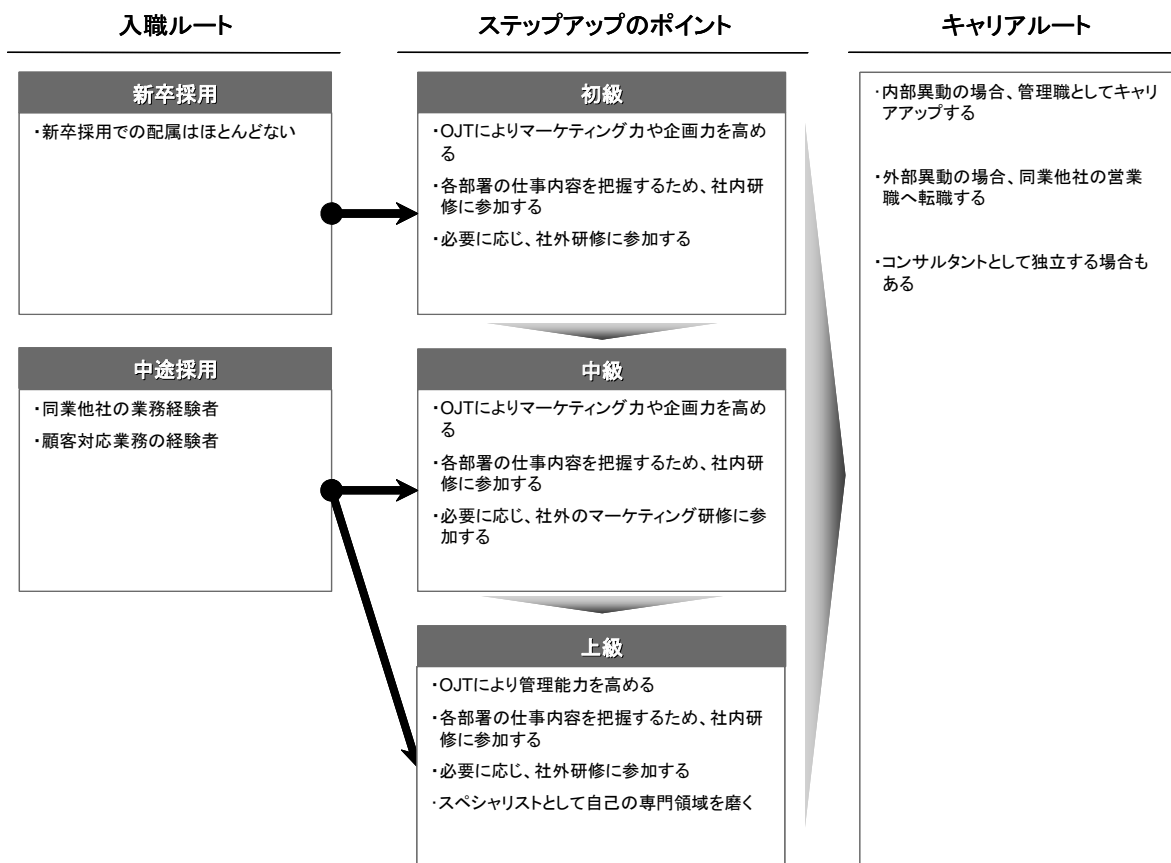 入職ルート
ステップアップのポイント
キャリアルート
新卒採用
・新卒採用での配属はほとんどない
中途採用
・同業他社の業務経験者
・顧客対応業務の経験者
初級
・OJTによりマーケティング力や企画力を高め
る
・各部署の仕事内容を把握するため、社内研
修に参加する
・必要に応じ、社外研修に参加する
中級
・OJTによりマーケティング力や企画力を高め
る
・各部署の仕事内容を把握するため、社内研
修に参加する
・必要に応じ、社外のマーケティング研修に参
加する
上級
・OJTにより管理能力を高める
・各部署の仕事内容を把握するため、社内研
修に参加する
・必要に応じ、社外研修に参加する
・スペシャリストとして自己の専門領域を磨く
・内部異動の場合、管理職としてキャリ
アアップする
・外部異動の場合、同業他社の営業
職へ転職する
・コンサルタントとして独立する場合も
ある